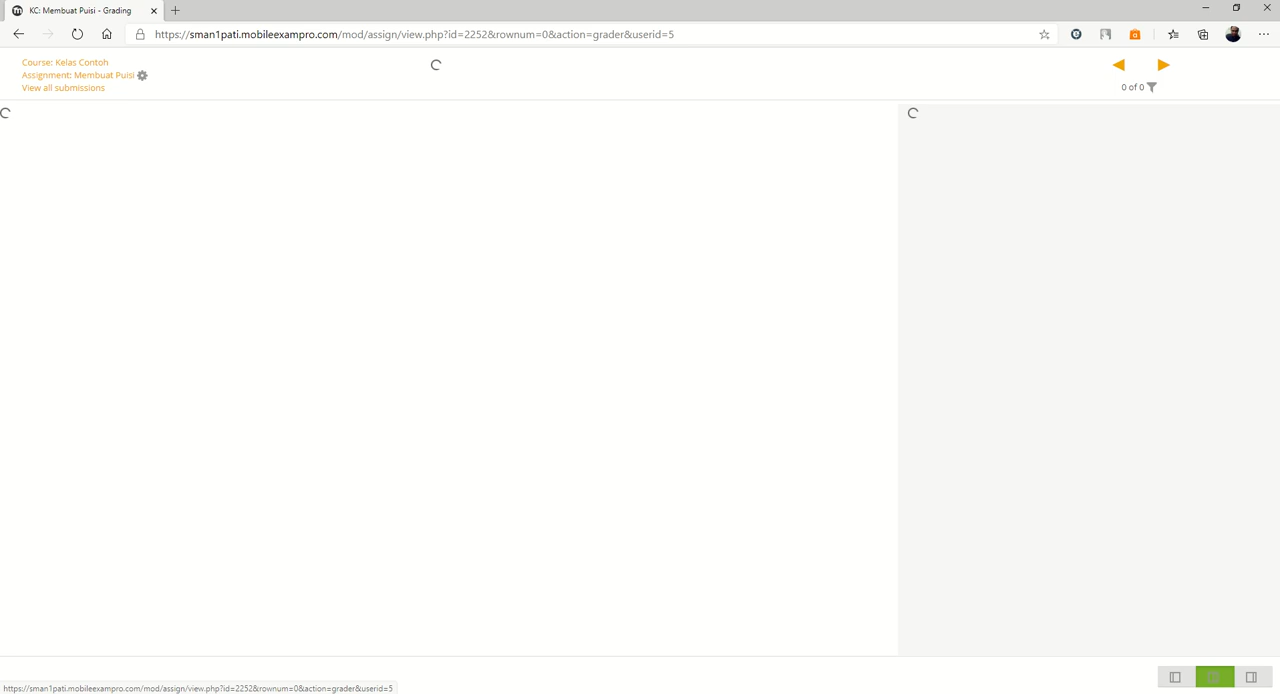 KC: Membuat Puisi - Grading
https://sman1pati.mobileexampro.com/mod/assign/view.php?id=2252&rownum=0&action=grader&userid=5
Course: Kelas Contoh
Assignment: Membuat Puisi
View all submissions
0 of 0
https://sman1pati.mobileexampro.com/mod/assign/view.php?id=2252&rownum=0&action=grader&userid=5